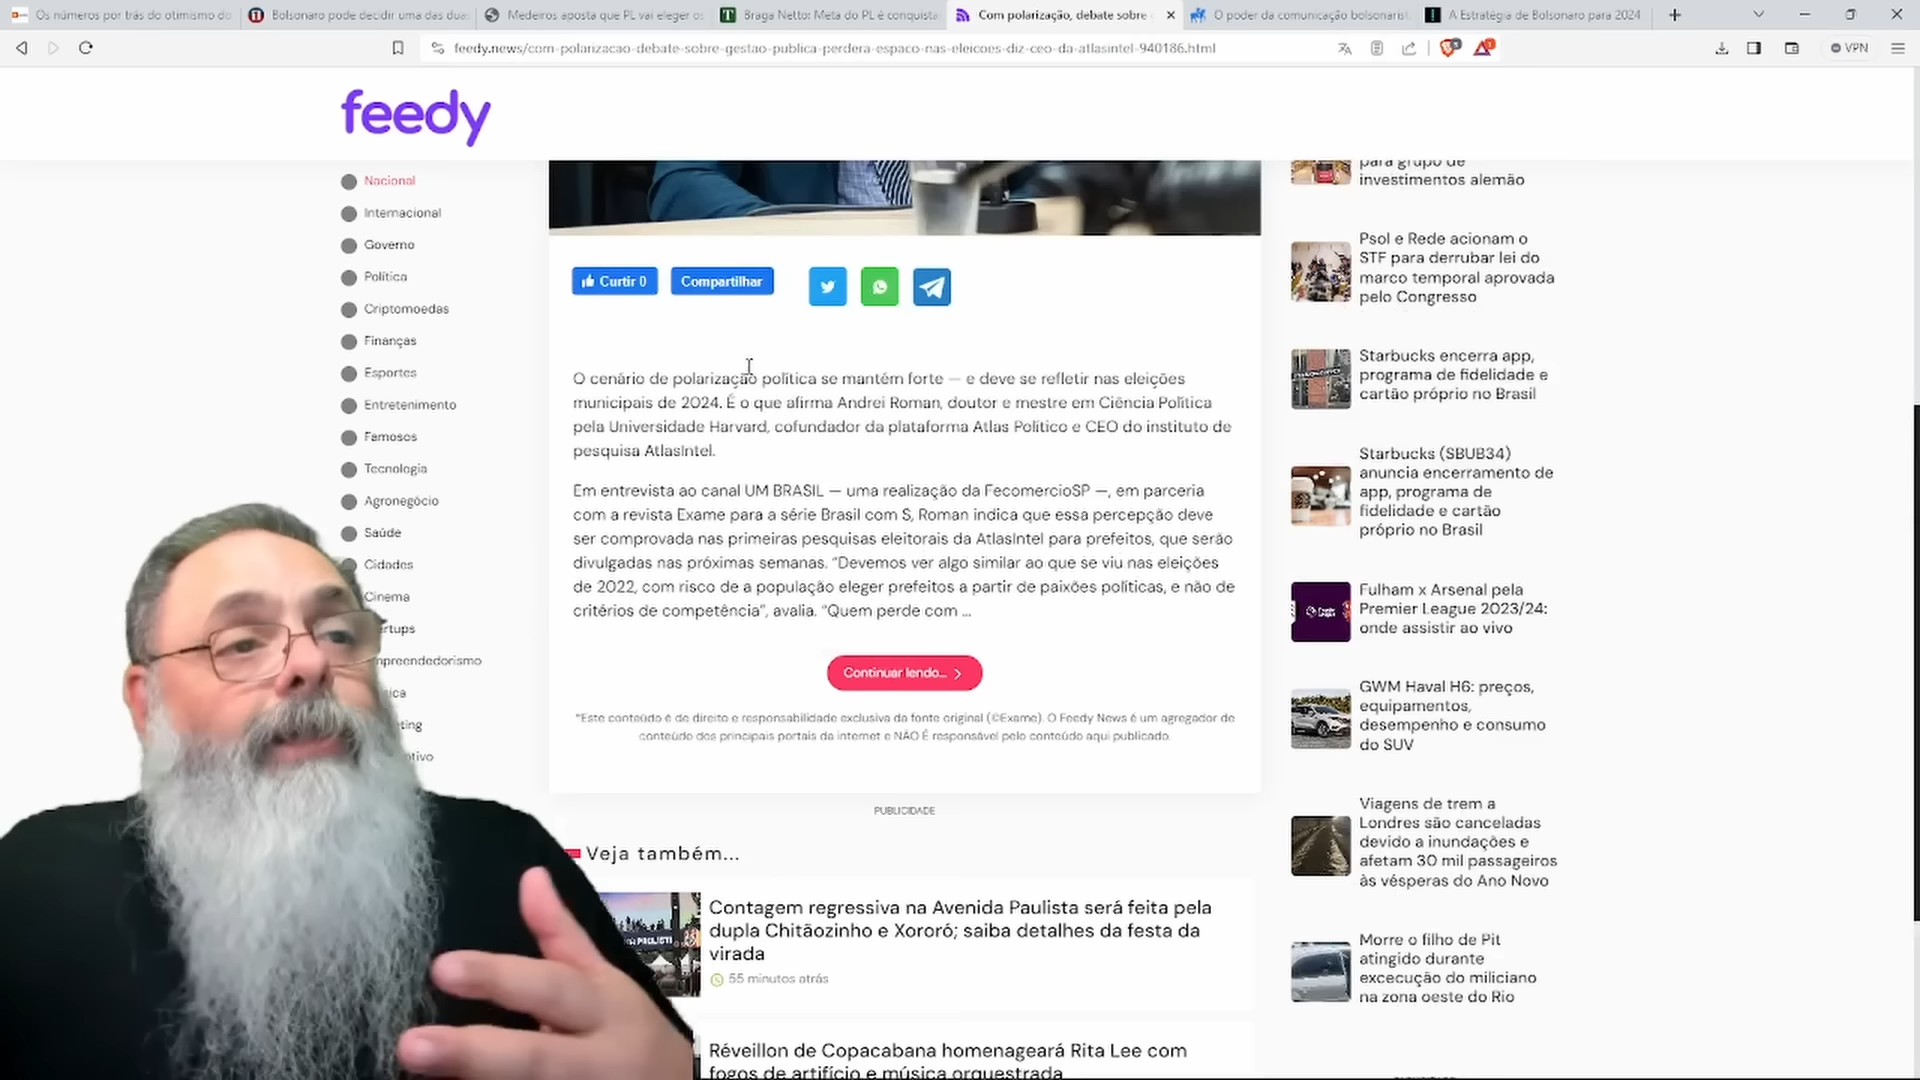 Os números por trás do otimismo do
Bolsonaro pode decidir uma das dua
Medeiros aposta que PL vai eleger o
Braga Netto: Meta do PL é conquista
Com polarização, debate sobre
O poder da comunicação bolsonarist
A Estratégia de Bolsonaro para 2024
feedy.news/com-polarizacao-debate-sobre-gestao-publica-perdera-espaco-nas-eleicoes-diz-ceo-da-atlasintel-940186.html
VPN
feedy
Nacional
Internacional
Governo
Política
Criptomoedas
Finanças
Esportes
Entretenimento
Famosos
Tecnologia
Agronegócio
Saúde
Cidades
Cinema
artups
mpreendedorismo
sica
ting
otivo
Curtir 0
Compartilhar
O cenário de polarização política se mantém forte — e deve se refletir nas eleições
municipais de 2024. É o que afirma Andrei Roman, doutor e mestre em Ciência Política
pela Universidade Harvard, cofundador da plataforma Atlas Político e CEO do instituto de
pesquisa AtlasIntel.
Em entrevista ao canal UM BRASIL — uma realização da FecomercioSP —, em parceria
com a revista Exame para a série Brasil com S, Roman indica que essa percepção deve
ser comprovada nas primeiras pesquisas eleitorais da AtlasIntel para prefeitos, que serão
divulgadas nas próximas semanas. “Devemos ver algo similar ao que se viu nas eleições
de 2022, com risco de a população eleger prefeitos a partir de paixões políticas, e não de
critérios de competência”, avalia. “Quem perde com ...
Continuar lendo...
*Este conteúdo é de direito e responsabilidade exclusiva da fonte original (©Exame). O Feedy News é um agregador de
conteúdo dos principais portais da internet e NÃO É responsável pelo conteúdo aqui publicado.
PUBLICIDADE
Veja também...
Contagem regressiva na Avenida Paulista será feita pela
dupla Chitãozinho e Xororó; saiba detalhes da festa da
virada
55 minutos atrás
Réveillon de Copacabana homenageará Rita Lee com
fogos de artifício e música orquestrada
para grupo de
investimentos alemão
Psol e Rede acionam o
STF para derrubar lei do
marco temporal aprovada
pelo Congresso
Starbucks encerra app,
programa de fidelidade e
cartão próprio no Brasil
Starbucks (SBUB34)
anuncia encerramento de
app, programa de
fidelidade e cartão
próprio no Brasil
Fulham x Arsenal pela
Premier League 2023/24:
onde assistir ao vivo
GWM Haval H6: preços,
equipamentos,
desempenho e consumo
do SUV
Viagens de trem a
Londres são canceladas
devido a inundações e
afetam 30 mil passageiros
às vésperas do Ano Novo
Morre o filho de Pit
atingido durante
excecução do miliciano
na zona oeste do Rio